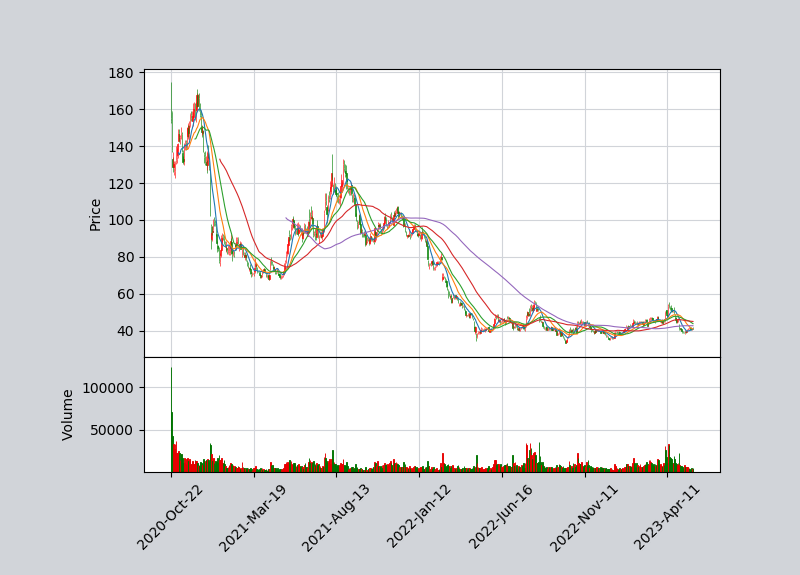 180
160
140
120
100
80
60
40
Price
100000
50000
Volume
2020-Oct-22
2021-Mar-19
2021-Aug-13
2022-Jan-12
2022-Jun-16
2022-Nov-11
2023-Apr-11